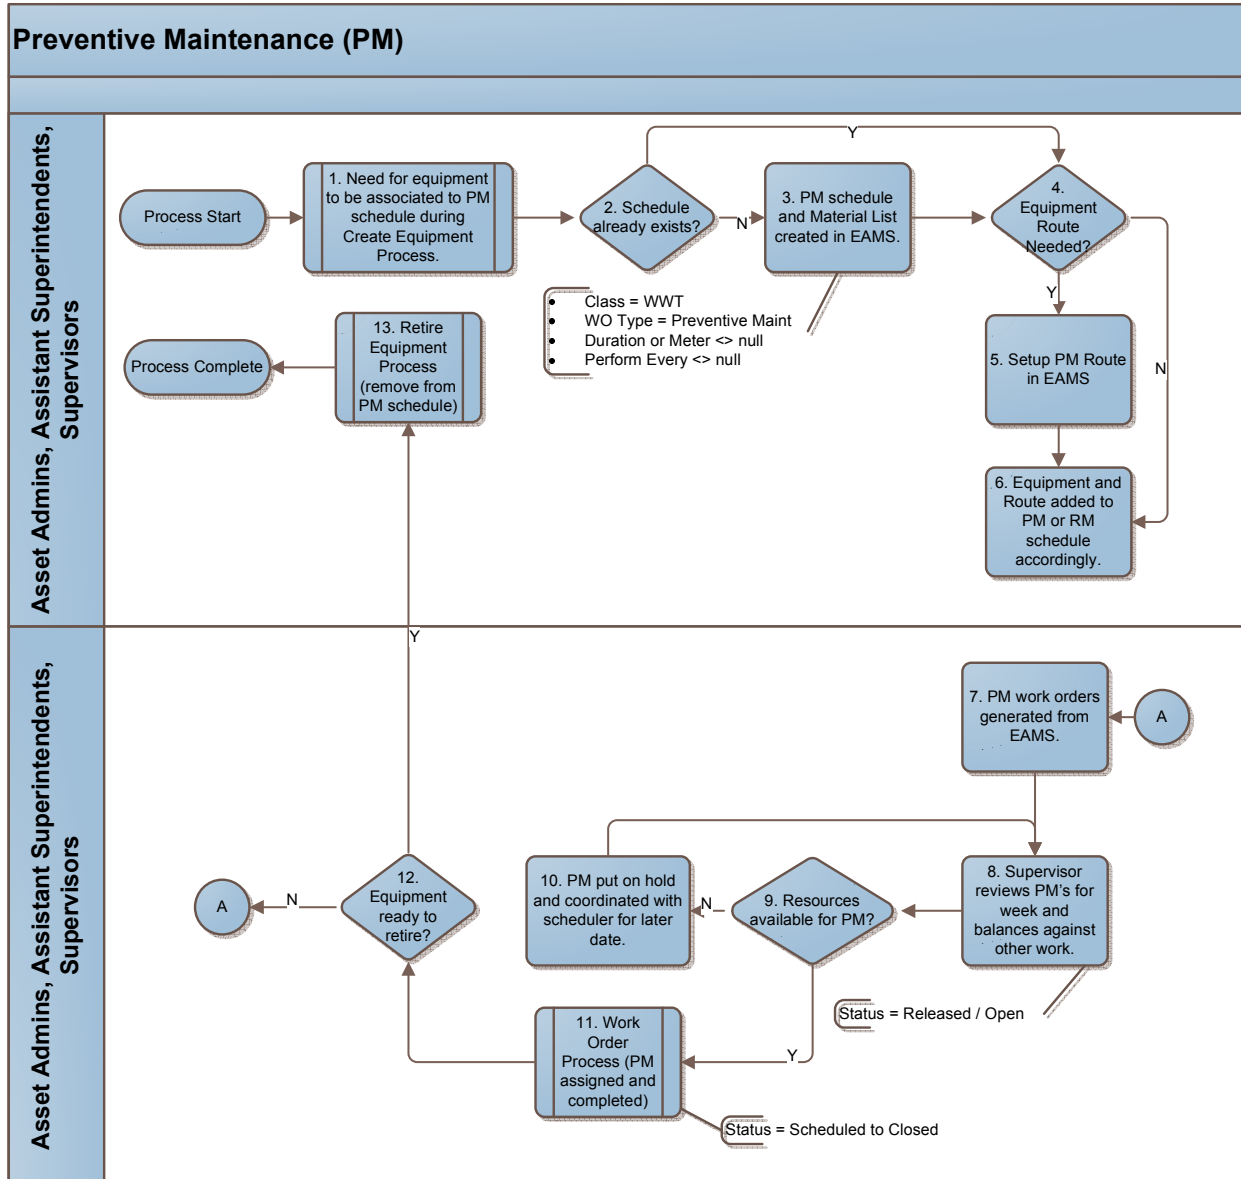 Preventive Maintenance (PM)
Asset Admins, Assistant Superintendents,
Supervisors
Process Start
1. Need for equipment
to be associated to PM
schedule during
Create Equipment
Process.
2. Schedule
already exists?
Y
N
3. PM schedule
and Material List
created in EAMS.
4.
Equipment
Route
Needed?
Y
N
• Class = WWT
• WO Type = Preventive Maint
• Duration or Meter <> null
• Perform Every <> null
5. Setup PM Route
in EAMS
6. Equipment and
Route added to
PM or RM
schedule
accordingly.
13. Retire
Equipment
Process
(remove from
PM schedule)
Process Complete
Asset Admins, Assistant Superintendents,
Supervisors
Y
7. PM work orders
generated from
EAMS.
A
8. Supervisor
reviews PM's for
week and
balances against
other work.
Status = Released / Open
9. Resources
available for PM?
N
Y
10. PM put on hold
and coordinated with
scheduler for later
date.
11. Work
Order
Process (PM
assigned and
completed)
Status = Scheduled to Closed
12.
Equipment
ready to
retire?
N
A